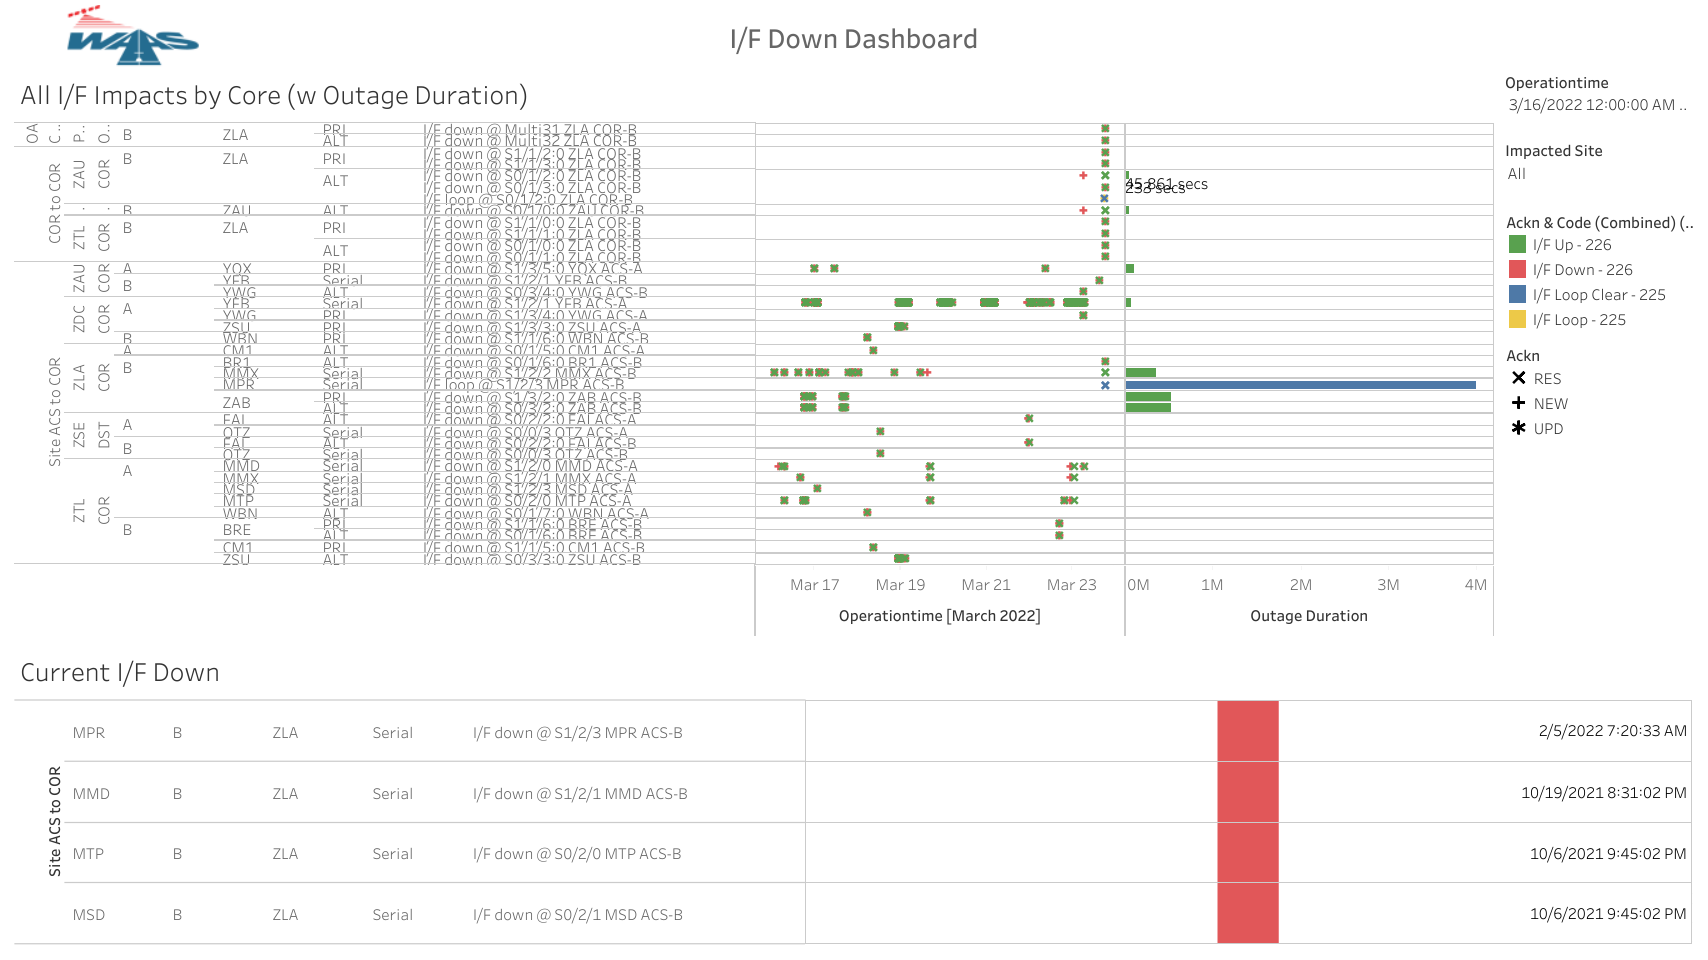 WAAS
I/F Down Dashboard
All I/F Impacts by Core (w Outage Duration)
OA C.. P.. O.. B ZLA PRI I/F down @ Multi31 ZLA COR-B
ALT I/F down @ Multi32 ZLA COR-B
COR to COR ZAU COR B ZLA PRI I/F down @ S1/1/2:0 ZLA COR-B
I/F down @ S1/1/3:0 ZLA COR-B
ALT I/F down @ S0/1/2:0 ZLA COR-B
I/F down @ S0/1/3:0 ZLA COR-B
45,861 secs
233 secs
I/F loop @ S0/1/2:0 ZLA COR-B
B ZAU ALT I/F down @ S0/1/0:0 ZAU COR-B
ZTL COR B ZLA PRI I/F down @ S1/1/0:0 ZLA COR-B
I/F down @ S1/1/1:0 ZLA COR-B
ALT I/F down @ S0/1/0:0 ZLA COR-B
I/F down @ S0/1/1:0 ZLA COR-B
Site ACS to COR ZAU COR A YQX PRI I/F down @ S1/3/5:0 YQX ACS-A
B YFB Serial I/F down @ S1/2/1 YFB ACS-B
YWG ALT I/F down @ S0/3/4:0 YWG ACS-B
ZDC COR A YFB Serial I/F down @ S1/2/1 YFB ACS-A
YWG PRI I/F down @ S1/3/4:0 YWG ACS-A
ZSU PRI I/F down @ S1/3/3:0 ZSU ACS-A
B WBN PRI I/F down @ S1/1/6:0 WBN ACS-B
ZLA COR A CM1 ALT I/F down @ S0/1/5:0 CM1 ACS-A
B BR1 ALT I/F down @ S0/1/6:0 BR1 ACS-B
MMX Serial I/F down @ S1/2/2 MMX ACS-B
MPR Serial I/F loop @ S1/2/3 MPR ACS-B
ZAB PRI I/F down @ S1/3/2:0 ZAB ACS-B
ALT I/F down @ S0/3/2:0 ZAB ACS-B
ZSE DST A FAI ALT I/F down @ S0/2/2:0 FAI ACS-A
OTZ Serial I/F down @ S0/0/3 OTZ ACS-A
B FAI ALT I/F down @ S0/2/2:0 FAI ACS-B
OTZ Serial I/F down @ S0/0/3 OTZ ACS-B
ZTL COR A MMD Serial I/F down @ S1/2/0 MMD ACS-A
MMX Serial I/F down @ S1/2/1 MMX ACS-A
MSD Serial I/F down @ S1/2/3 MSD ACS-A
MTP Serial I/F down @ S0/2/0 MTP ACS-A
WBN ALT I/F down @ S0/1/7:0 WBN ACS-A
B BRE PRI I/F down @ S1/1/6:0 BRE ACS-B
ALT I/F down @ S0/1/6:0 BRE ACS-B
CM1 PRI I/F down @ S1/1/5:0 CM1 ACS-B
ZSU ALT I/F down @ S0/3/3:0 ZSU ACS-B
Mar 17 Mar 19 Mar 21 Mar 23 0M 1M 2M 3M 4M
Operationtime [March 2022] Outage Duration
Operationtime
3/16/2022 12:00:00 AM ..
Impacted Site
All
Ackn & Code (Combined) (..
I/F Up - 226
I/F Down - 226
I/F Loop Clear - 225
I/F Loop - 225
Ackn
RES
NEW
UPD
Current I/F Down
Site ACS to COR
MPR B ZLA Serial I/F down @ S1/2/3 MPR ACS-B 2/5/2022 7:20:33 AM
MMD B ZLA Serial I/F down @ S1/2/1 MMD ACS-B 10/19/2021 8:31:02 PM
MTP B ZLA Serial I/F down @ S0/2/0 MTP ACS-B 10/6/2021 9:45:02 PM
MSD B ZLA Serial I/F down @ S0/2/1 MSD ACS-B 10/6/2021 9:45:02 PM